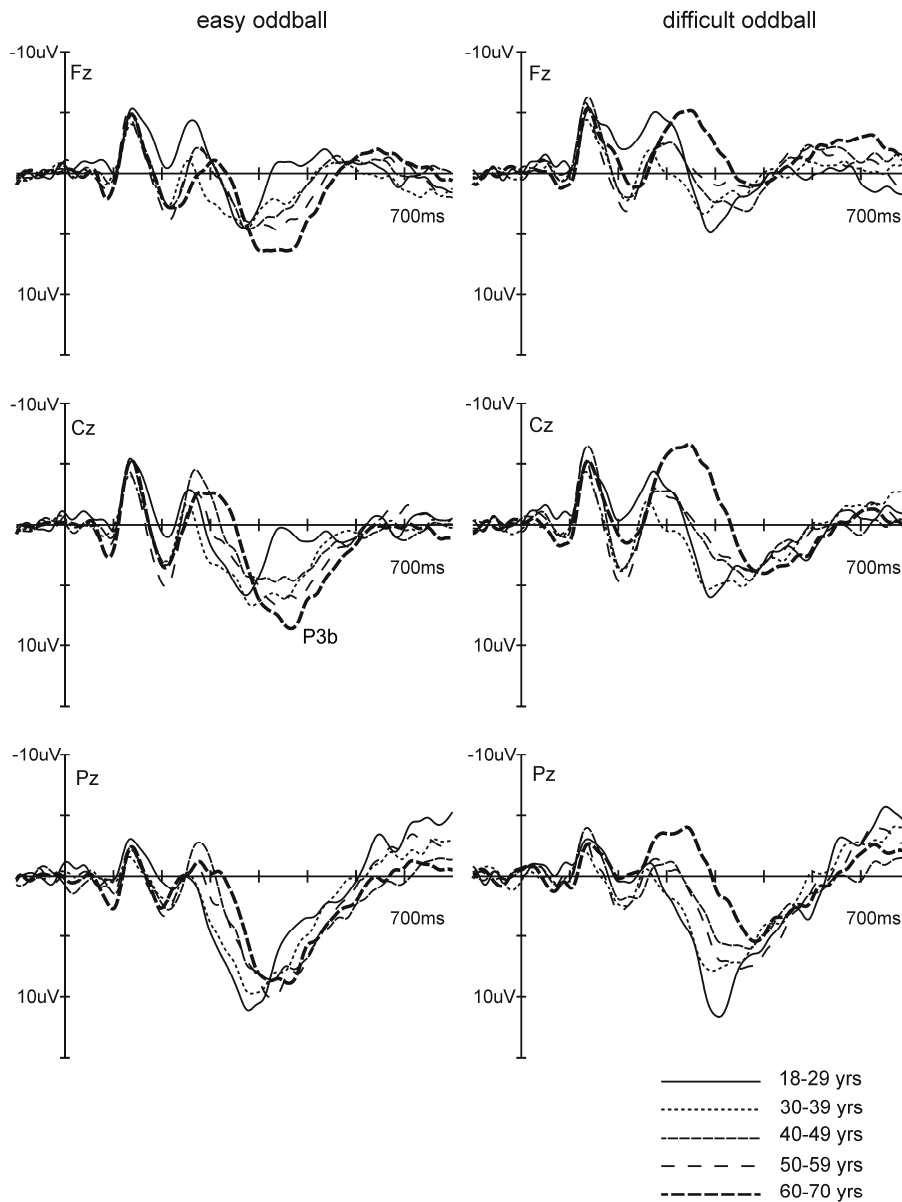 easy oddball
difficult oddball
-10uV
Fz
700ms
10uV
-10uV
Fz
700ms
10uV
-10uV
Cz
700ms
P3b
10uV
-10uV
Cz
700ms
10uV
-10uV
Pz
700ms
10uV
-10uV
Pz
700ms
10uV
18-29 yrs
30-39 yrs
40-49 yrs
50-59 yrs
60-70 yrs